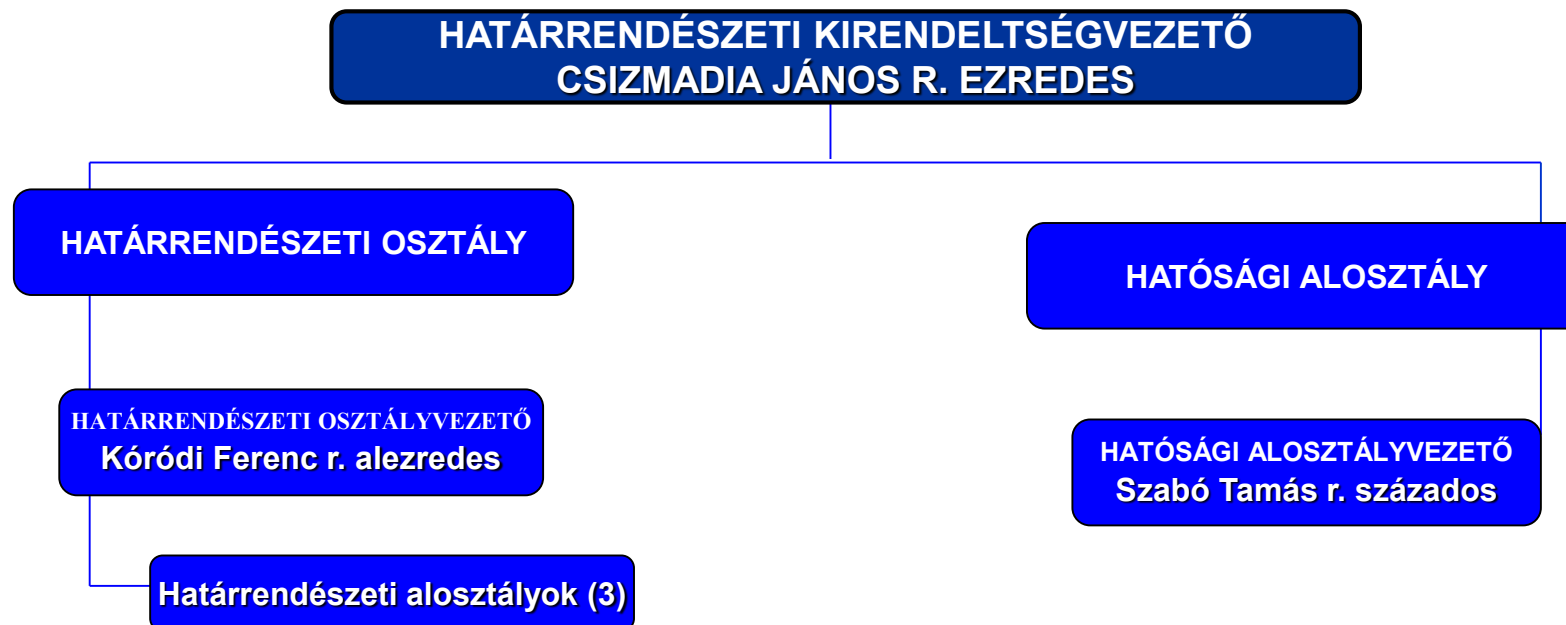 HATÁRRENDÉSZETI KIRENDELTSÉGVEZETŐ
CSIZMADIA JÁNOS R. EZREDES
HATÁRRENDÉSZETI OSZTÁLY
HATÓSÁGI ALOSZTÁLY
HATÁRRENDÉSZETI OSZTÁLYVEZETŐ
Kóródi Ferenc r. alezredes
HATÓSÁGI ALOSZTÁLYVEZETŐ
Szabó Tamás r. százados
Határrendészeti alosztályok (3)